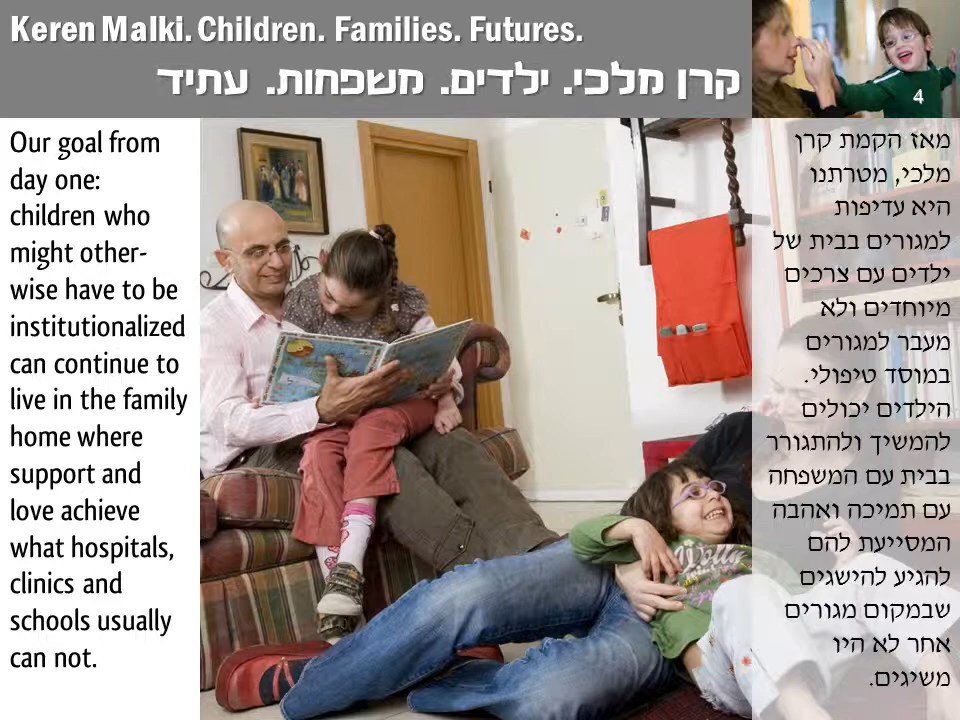 Keren Malki. Children. Families. Futures.
קרן מלכי. ילדים. משפחות. עתיד
4
Our goal from
day one:
children who
might other-
wise have to be
institutionalized
can continue to
live in the family
home where
support and
love achieve
what hospitals,
clinics and
schools usually
can not.
מאז הקמת קרן
מלכי, מטרתנו
היא עדיפות
למגורים בבית של
ילדים עם צרכים
מיוחדים ולא
מעבר למגורים
במוסד טיפולי.
הילדים יכולים
להמשיך ולהתגורר
בבית עם המשפחה
עם תמיכה ואהבה
המסייעת להם
להגיע להישגים
שבמקום מגורים
אחר לא היו
משיגים.